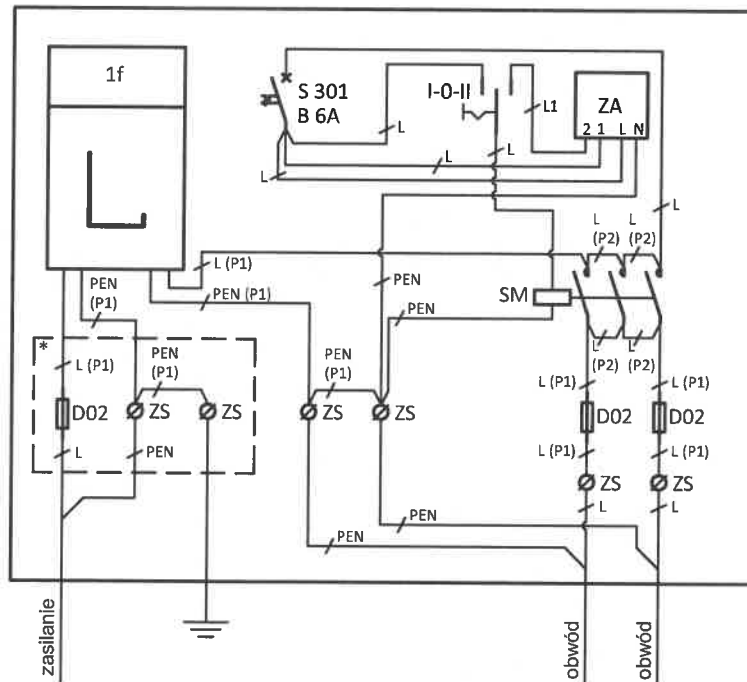 1f
S 301
B 6A
I-0-II
L
L1
ZA
2 1 L N
L
L
L
L
L (P1)
L
(P2)
L
(P2)
PEN
(P1)
PEN (P1)
PEN
PEN
SM
*
L (P1)
PEN
(P1)
PEN
(P1)
L
(P2)
L
(P2)
L (P1)
L (P1)
D02
ZS
ZS
ZS
ZS
D02
D02
L
PEN
L (P1)
L (P1)
ZS
ZS
L
L
PEN
PEN
zasilanie
obwód
obwód